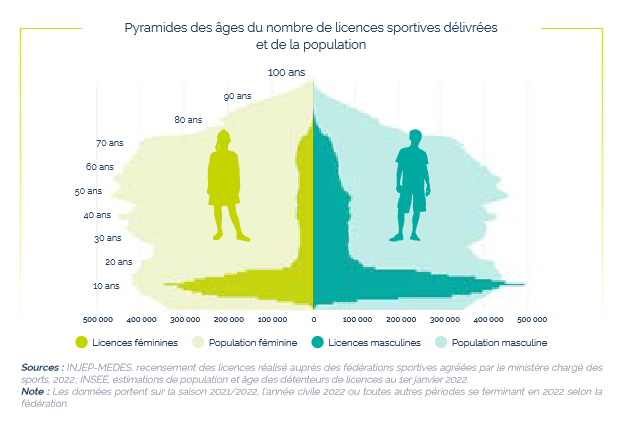 Pyramides des âges du nombre de licences sportives délivrées
et de la population
100 ans
90 ans
80 ans
70 ans
60 ans
50 ans
40 ans
30 ans
20 ans
10 ans
500 000 400 000 300 000 200 000 100 000 0 100 000 200 000 300 000 400 000 500 000
Licences féminines Population féminine Licences masculines Population masculine
Sources : INJEP-MEDES, recensement des licences réalisé auprès des fédérations sportives agréées par le ministère chargé des
sports, 2022 ; INSEE, estimations de population et âge des détenteurs de licences au 1er janvier 2022.
Note : Les données portent sur la saison 2021/2022, l'année civile 2022 ou toutes autres périodes se terminant en 2022 selon la
fédération.